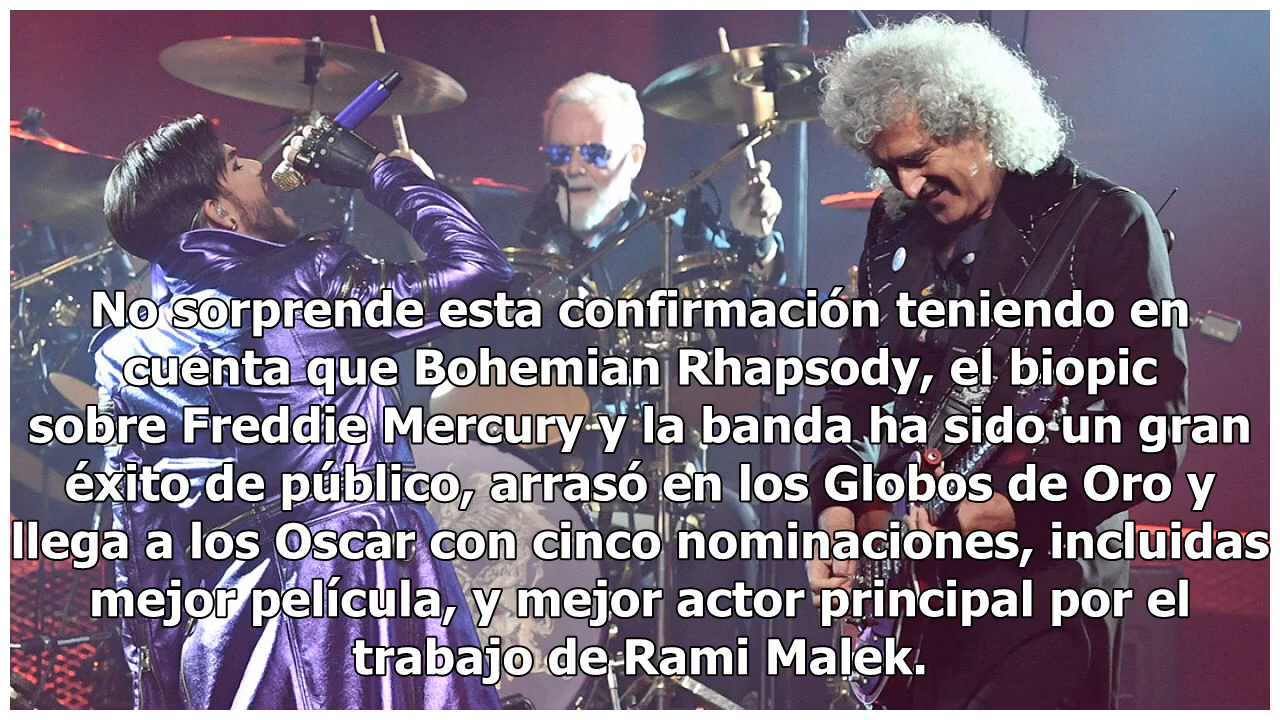 No sorprende esta confirmación teniendo en
cuenta que Bohemian Rhapsody, el biopic
sobre Freddie Mercury y la banda ha sido un gran
éxito de público, arrasó en los Globos de Oro y
llega a los Oscar con cinco nominaciones, incluidas
mejor película, y mejor actor principal por el
trabajo de Rami Malek.